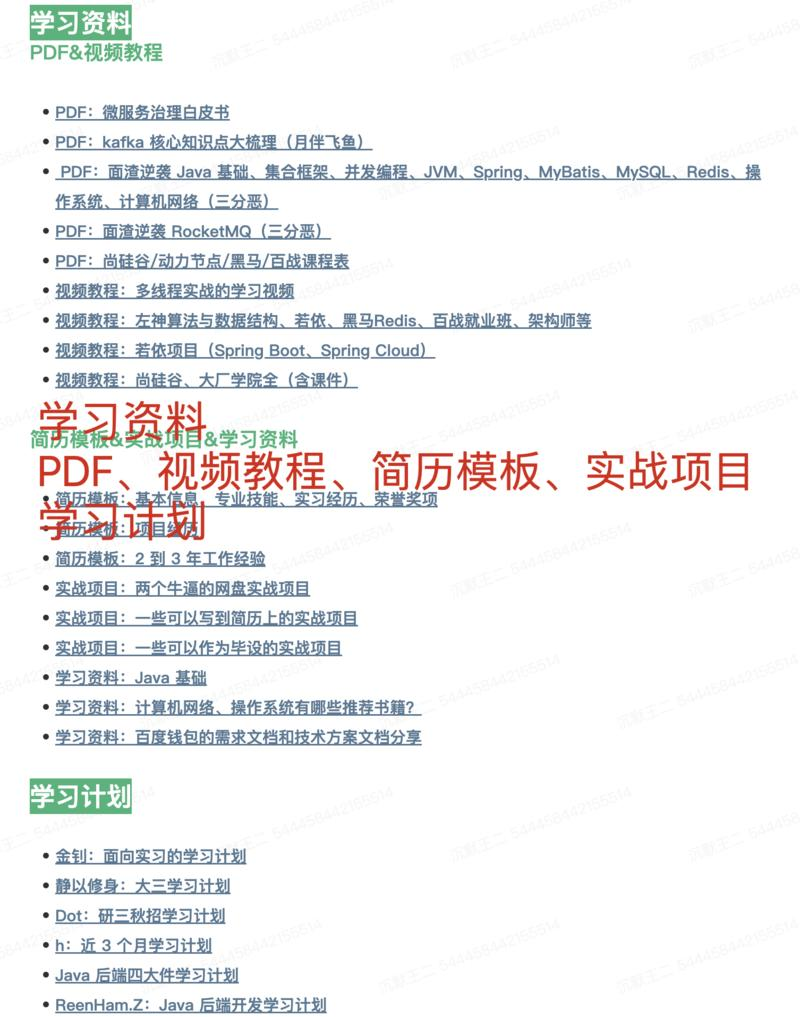 学习资料
PDF&视频教程
PDF：微服务治理白皮书
PDF：kafka 核心知识点大梳理（月伴飞鱼）
PDF：面渣逆袭 Java 基础、集合框架、并发编程、JVM、Spring、MyBatis、MySQL、Redis、操
作系统、计算机网络（三分恶）
PDF：面渣逆袭 RocketMQ（三分恶）
PDF：尚硅谷/动力节点/黑马/百战课程表
视频教程：多线程实战的学习视频
视频教程：左神算法与数据结构、若依、黑马Redis、百战就业班、架构师等
视频教程：若依项目（Spring Boot、Spring Cloud）
视频教程：尚硅谷、大厂学院全（含课件）
学习资料
简历模板&实战项目&学习资料
PDF、视频教程、简历模板、实战项目
简历模板：基本信息、专业技能、实习经历、荣誉奖项
学习计划
简历模板：项目经历
简历模板：2 到 3 年工作经验
实战项目：两个牛逼的网盘实战项目
实战项目：一些可以写到简历上的实战项目
实战项目：一些可以作为毕设的实战项目
学习资料：Java 基础
学习资料：计算机网络、操作系统有哪些推荐书籍？
学习资料：百度钱包的需求文档和技术方案文档分享
学习计划
金钊：面向实习的学习计划
静以修身：大三学习计划
Dot：研三秋招学习计划
h：近 3 个月学习计划
Java 后端四大件学习计划
ReenHam.Z：Java 后端开发学习计划
沉默王二 544458442155514